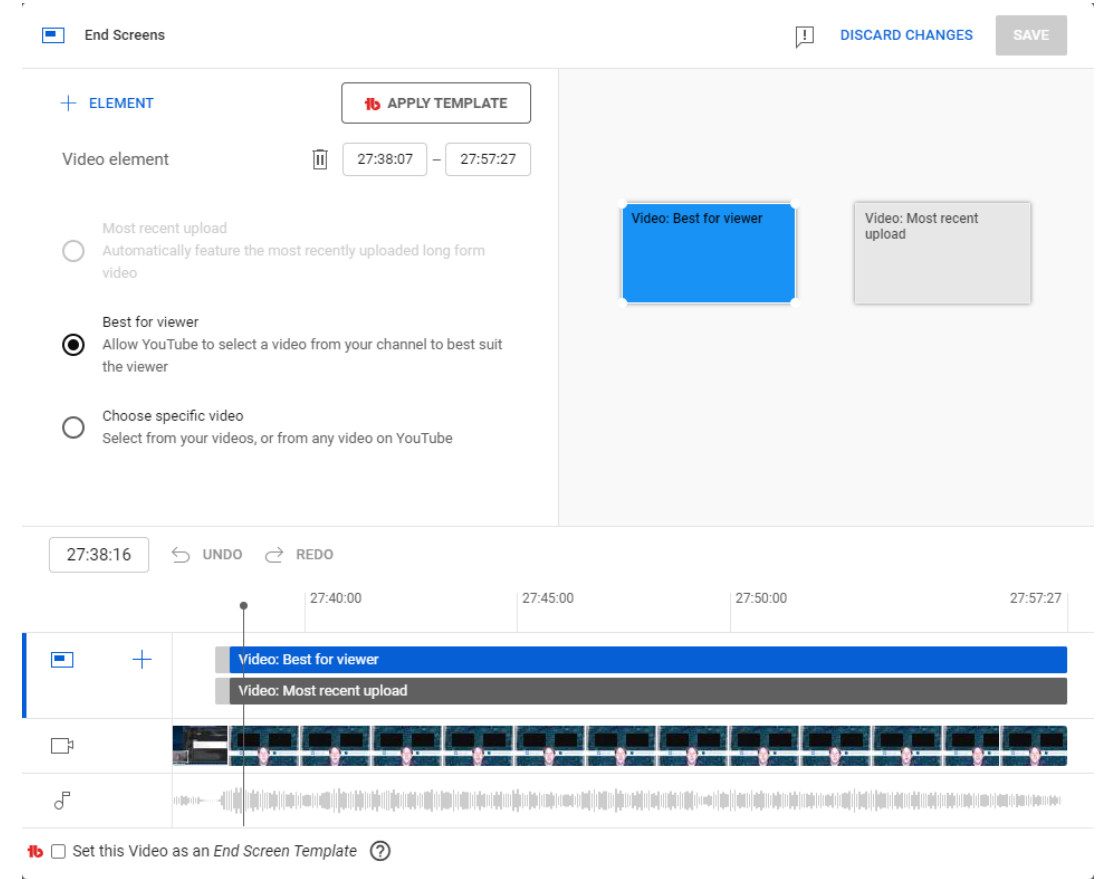 End Screens
!
DISCARD CHANGES
SAVE
+ ELEMENT
tb APPLY TEMPLATE
Video element
27:38:07 – 27:57:27
Most recent upload
Automatically feature the most recently uploaded long form
video
Best for viewer
Allow YouTube to select a video from your channel to best suit
the viewer
Choose specific video
Select from your videos, or from any video on YouTube
Video: Best for viewer
Video: Most recent
upload
27:38:16
UNDO
REDO
27:40:00
27:45:00
27:50:00
27:57:27
Video: Best for viewer
Video: Most recent upload
tb Set this Video as an End Screen Template ?